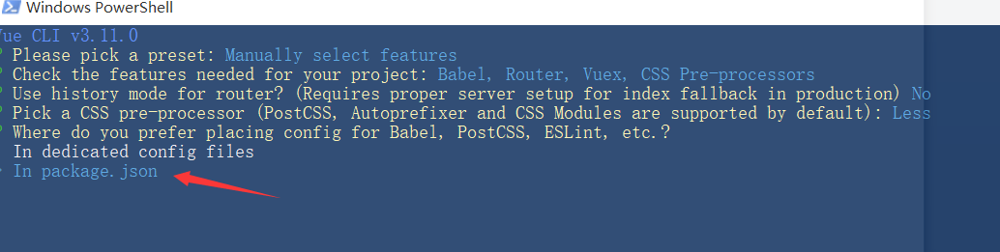 Windows PowerShell
Vue CLI v3.11.0
? Please pick a preset: Manually select features
? Check the features needed for your project: Babel, Router, Vuex, CSS Pre-processors
? Use history mode for router? (Requires proper server setup for index fallback in production) No
? Pick a CSS pre-processor (PostCSS, Autoprefixer and CSS Modules are supported by default): Less
? Where do you prefer placing config for Babel, PostCSS, ESLint, etc.?
In dedicated config files
> In package.json